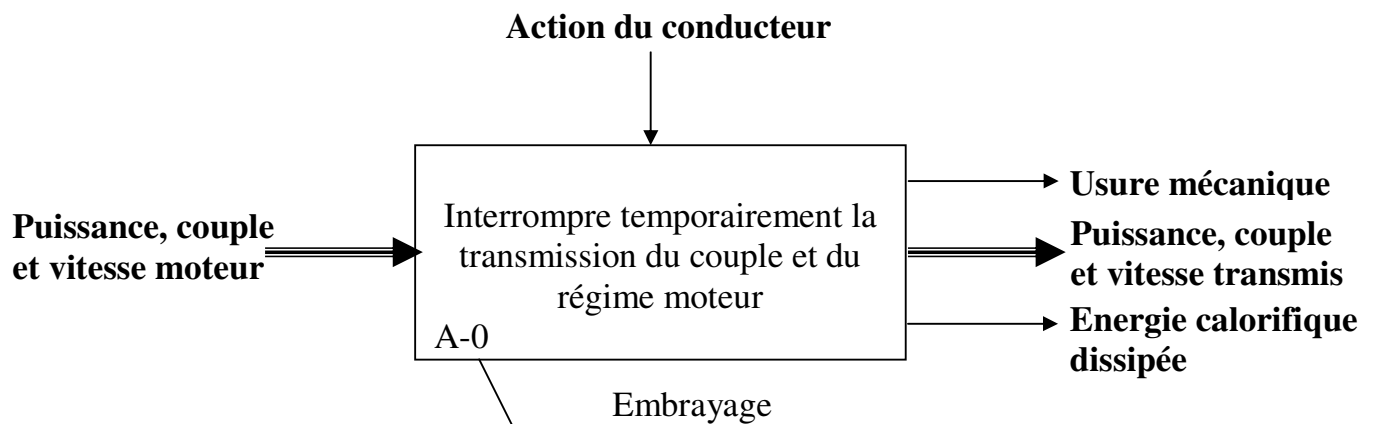 Action du conducteur
Puissance, couple
et vitesse moteur
Interrompre temporairement la
transmission du couple et du
régime moteur
A-0
Usure mécanique
Puissance, couple
et vitesse transmis
Energie calorifique
dissipée
Embrayage